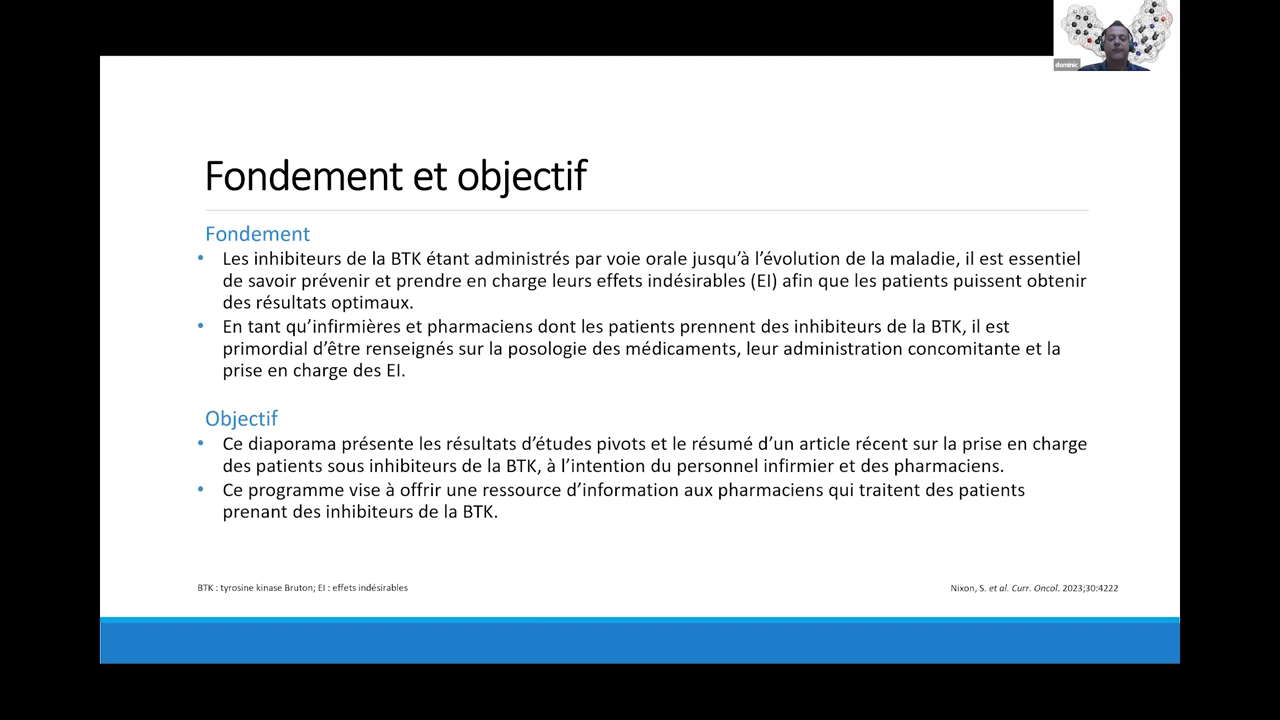 dominic
Fondement et objectif
Fondement
• Les inhibiteurs de la BTK étant administrés par voie orale jusqu'à l'évolution de la maladie, il est essentiel
de savoir prévenir et prendre en charge leurs effets indésirables (EI) afin que les patients puissent obtenir
des résultats optimaux.
• En tant qu'infirmières et pharmaciens dont les patients prennent des inhibiteurs de la BTK, il est
primordial d'être renseignés sur la posologie des médicaments, leur administration concomitante et la
prise en charge des EI.
Objectif
• Ce diaporama présente les résultats d'études pivots et le résumé d'un article récent sur la prise en charge
des patients sous inhibiteurs de la BTK, à l'intention du personnel infirmier et des pharmaciens.
• Ce programme vise à offrir une ressource d'information aux pharmaciens qui traitent des patients
prenant des inhibiteurs de la BTK.
BTK : tyrosine kinase Bruton; EI : effets indésirables
Nixon, S. et al. Curr. Oncol. 2023;30:4222